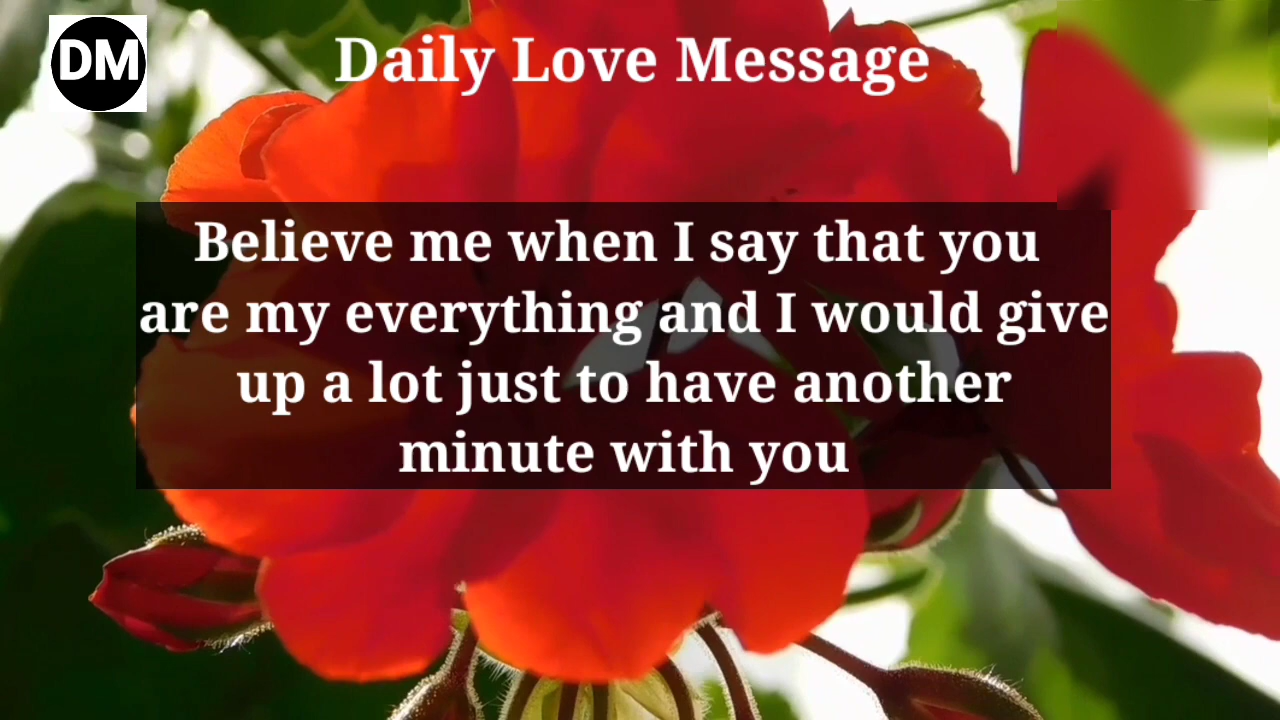 DM
Daily Love Message
Believe me when I say that you
are my everything and I would give
up a lot just to have another
minute with you